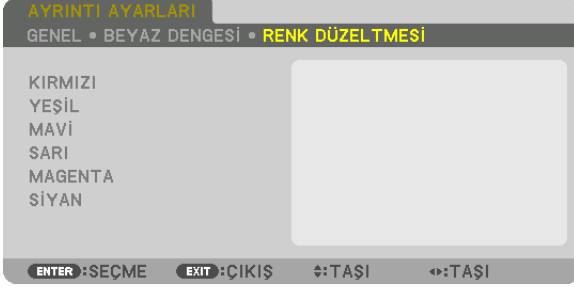 AYRINTI AYARLARI
GENEL • BEYAZ DENGESİ • RENK DÜZELTMESİ
KIRMIZI
YEŞİL
MAVİ
SARI
MAGENTA
SİYAN
ENTER:SEÇME EXIT:ÇIKIŞ :TAŞI :TAŞI